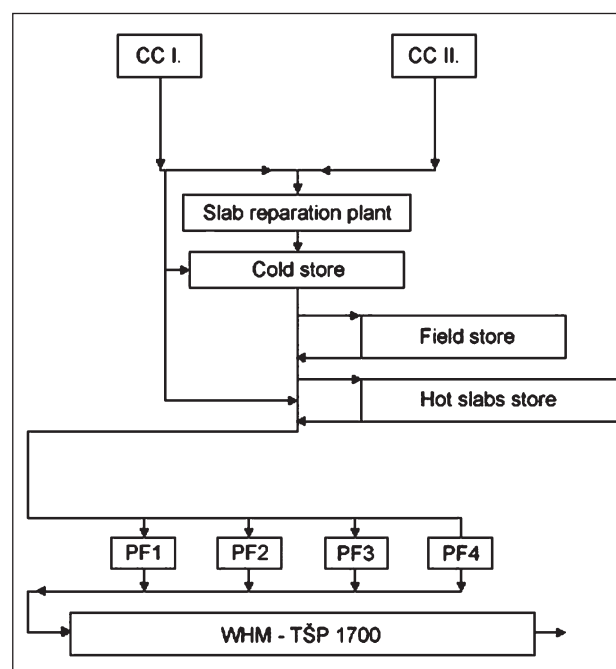 CC I.
CC II.
Slab reparation plant
Cold store
Field store
Hot slabs store
PF1
PF2
PF3
PF4
WHM - TŠP 1700